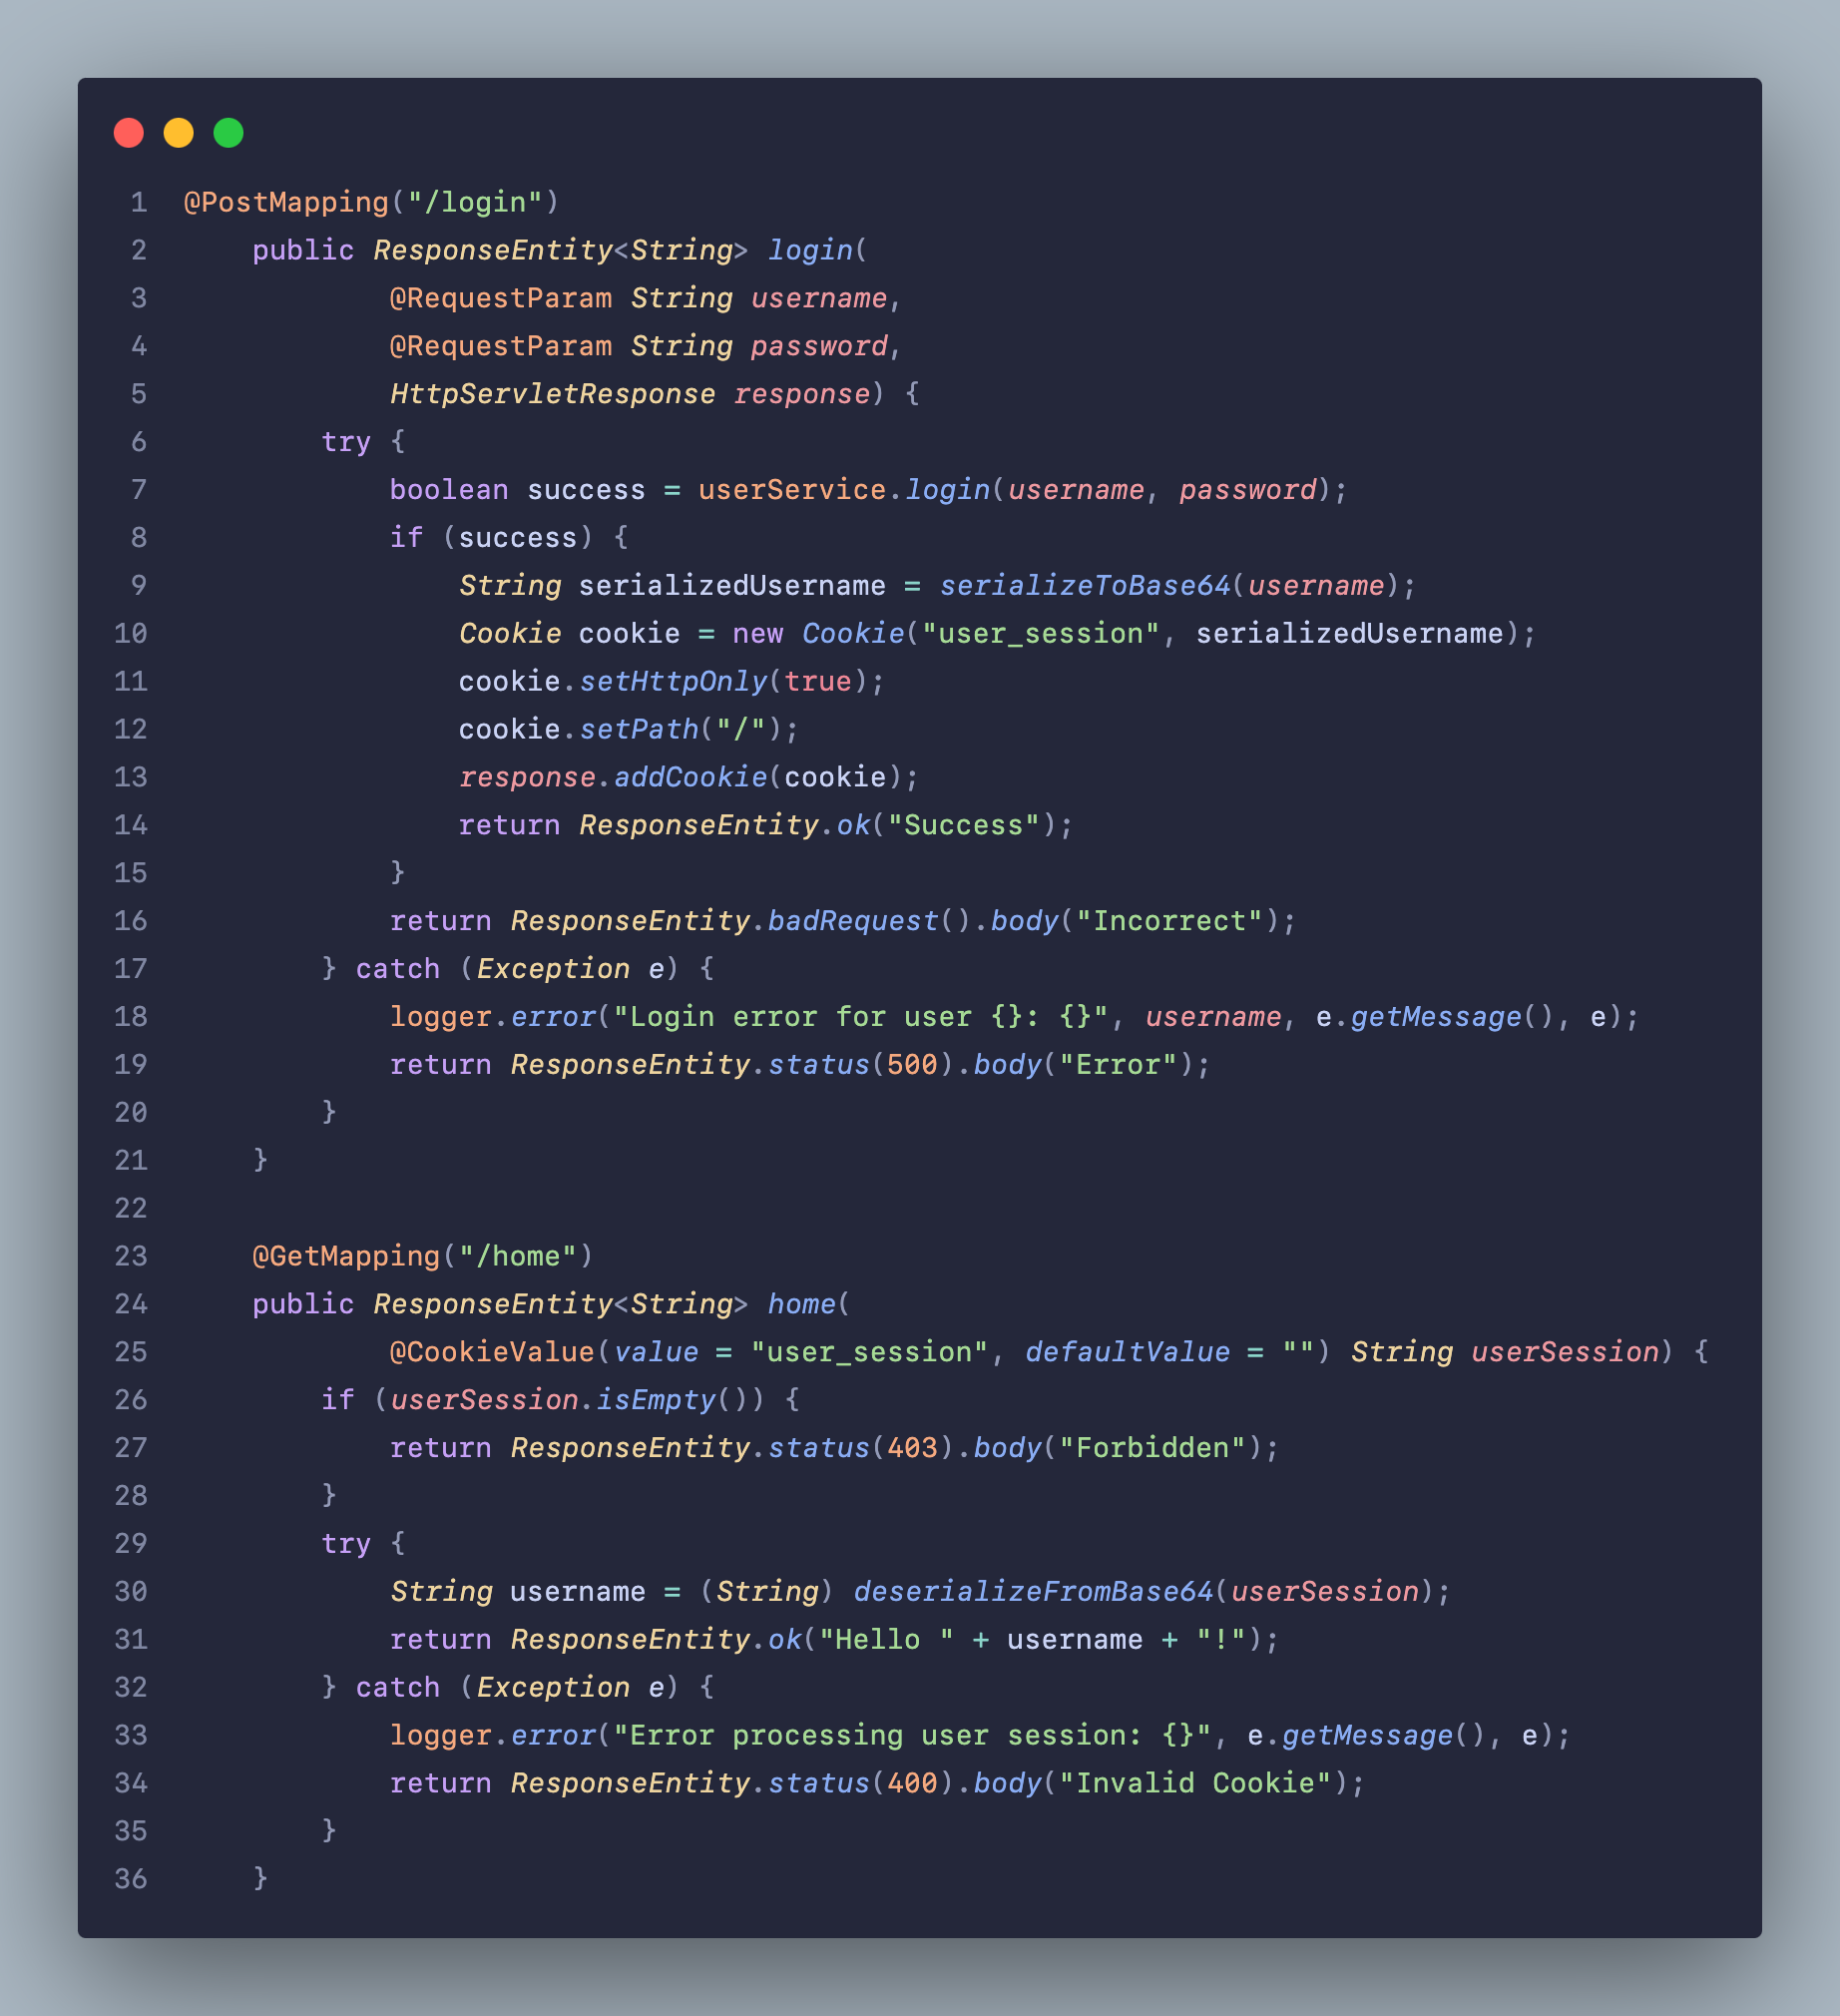 1 @PostMapping("/login")
2 public ResponseEntity<String> login(
3 @RequestParam String username,
4 @RequestParam String password,
5 HttpServletResponse response) {
6 try {
7 boolean success = userService.login(username, password);
8 if (success) {
9 String serializedUsername = serializeToBase64(username);
10 Cookie cookie = new Cookie("user_session", serializedUsername);
11 cookie.setHttpOnly(true);
12 cookie.setPath("/");
13 response.addCookie(cookie);
14 return ResponseEntity.ok("Success");
15 }
16 return ResponseEntity.badRequest().body("Incorrect");
17 } catch (Exception e) {
18 logger.error("Login error for user {}: {}", username, e.getMessage(), e);
19 return ResponseEntity.status(500).body("Error");
20 }
21 }
22
23 @GetMapping("/home")
24 public ResponseEntity<String> home(
25 @CookieValue(value = "user_session", defaultValue = "") String userSession) {
26 if (userSession.isEmpty()) {
27 return ResponseEntity.status(403).body("Forbidden");
28 }
29 try {
30 String username = (String) deserializeFromBase64(userSession);
31 return ResponseEntity.ok("Hello " + username + "!");
32 } catch (Exception e) {
33 logger.error("Error processing user session: {}", e.getMessage(), e);
34 return ResponseEntity.status(400).body("Invalid Cookie");
35 }
36 }